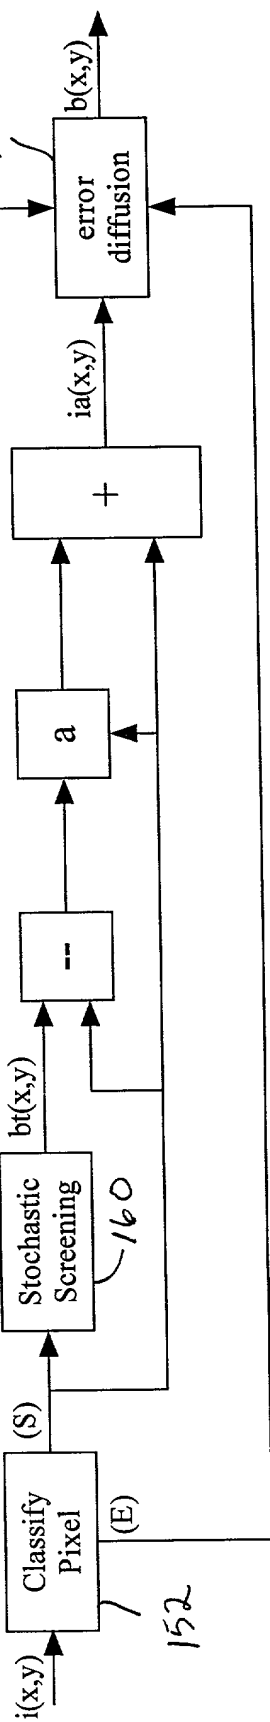 i(x,y)
Classify
Pixel
152
(S)
(E)
Stochastic
Screening
160
bt(x,y)
--
a
+
ia(x,y)
error
diffusion
b(x,y)